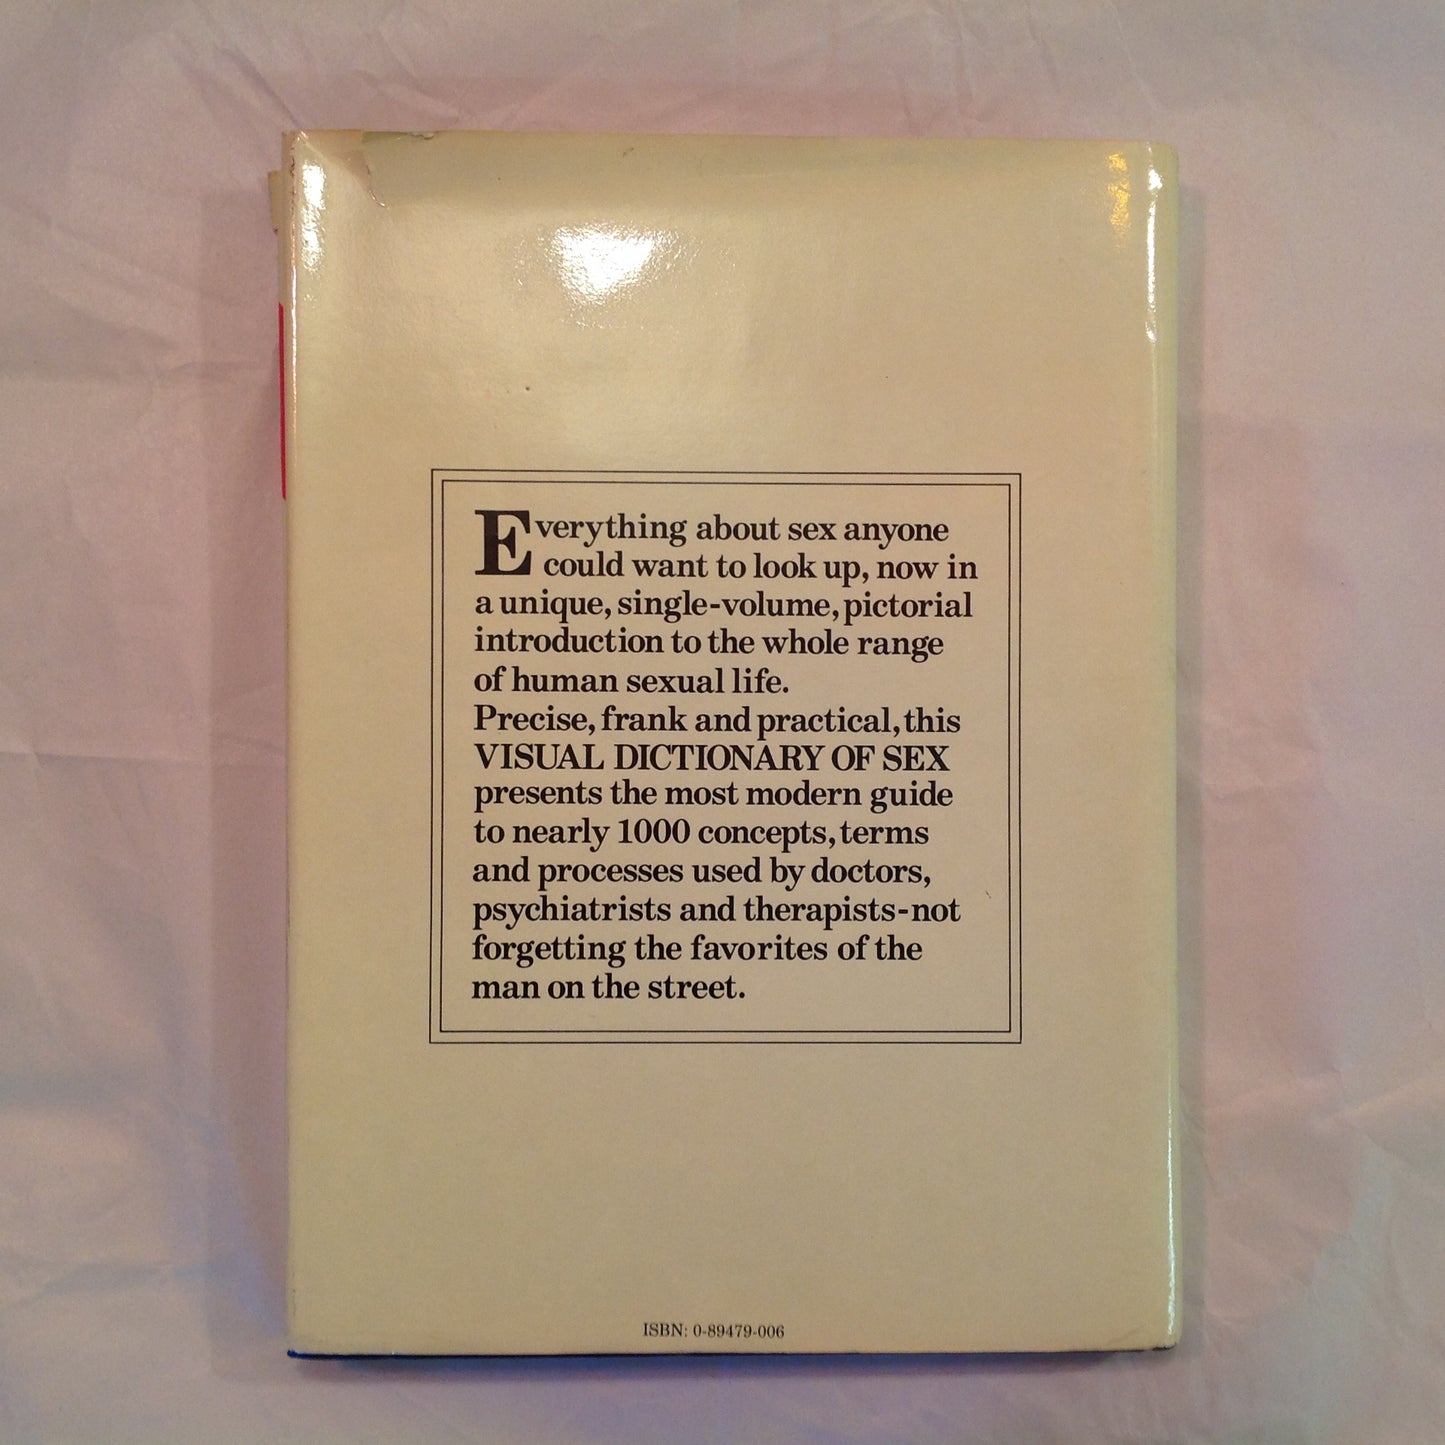 Everything about sex anyone
could want to look up, now in
a unique, single-volume, pictorial
introduction to the whole range
of human sexual life.
Precise, frank and practical, this
VISUAL DICTIONARY OF SEX
presents the most modern guide
to nearly 1000 concepts, terms
and processes used by doctors,
psychiatrists and therapists-not
forgetting the favorites of the
man on the street.
ISBN: 0-89479-006